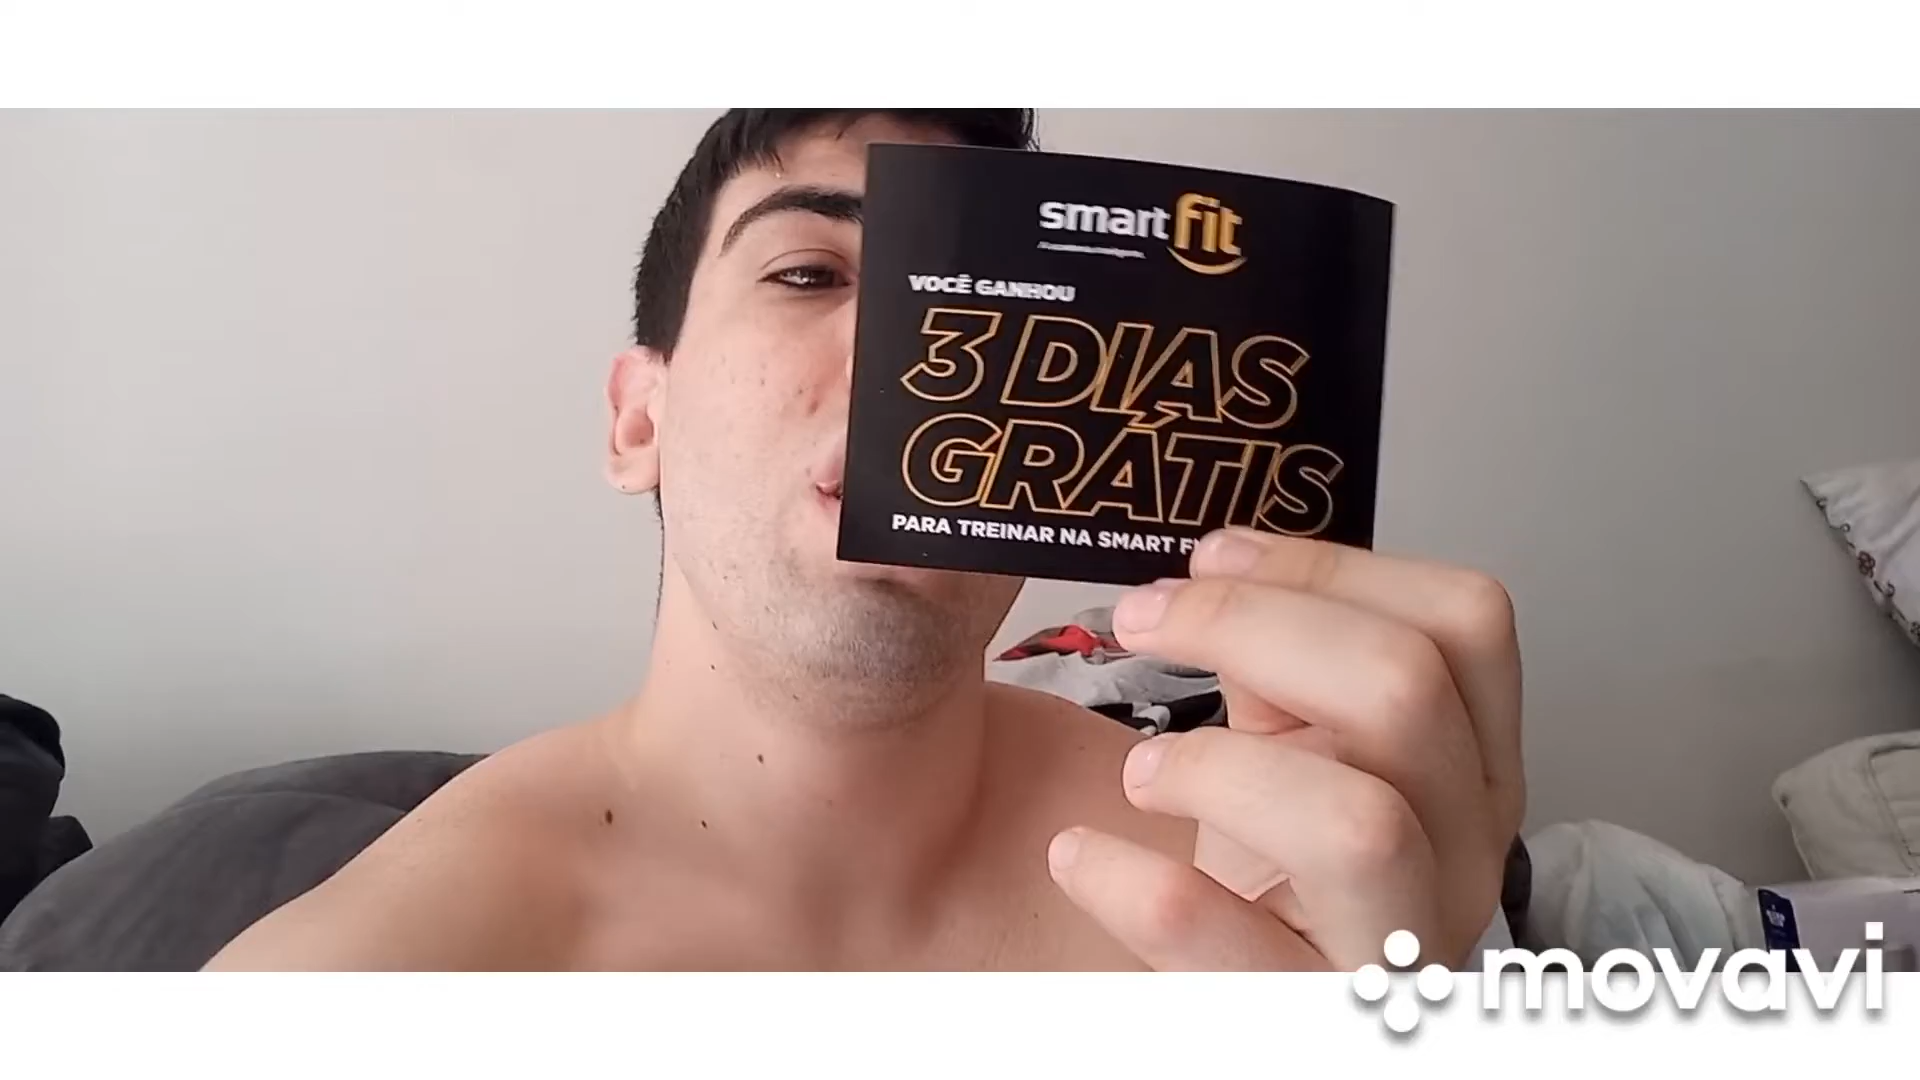 smart fit
VOCÊ GANHOU
3 DIAS
GRÁTIS
PARA TREINAR NA SMART
movavi